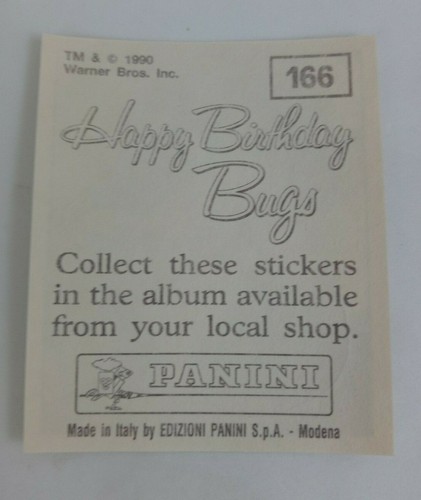 TM & © 1990
Warner Bros. Inc.
166
Happy Birthday
Bugs
Collect these stickers
in the album available
from your local shop.
PANINI
Made in Italy by EDIZIONI PANINI S.p.A. - Modena